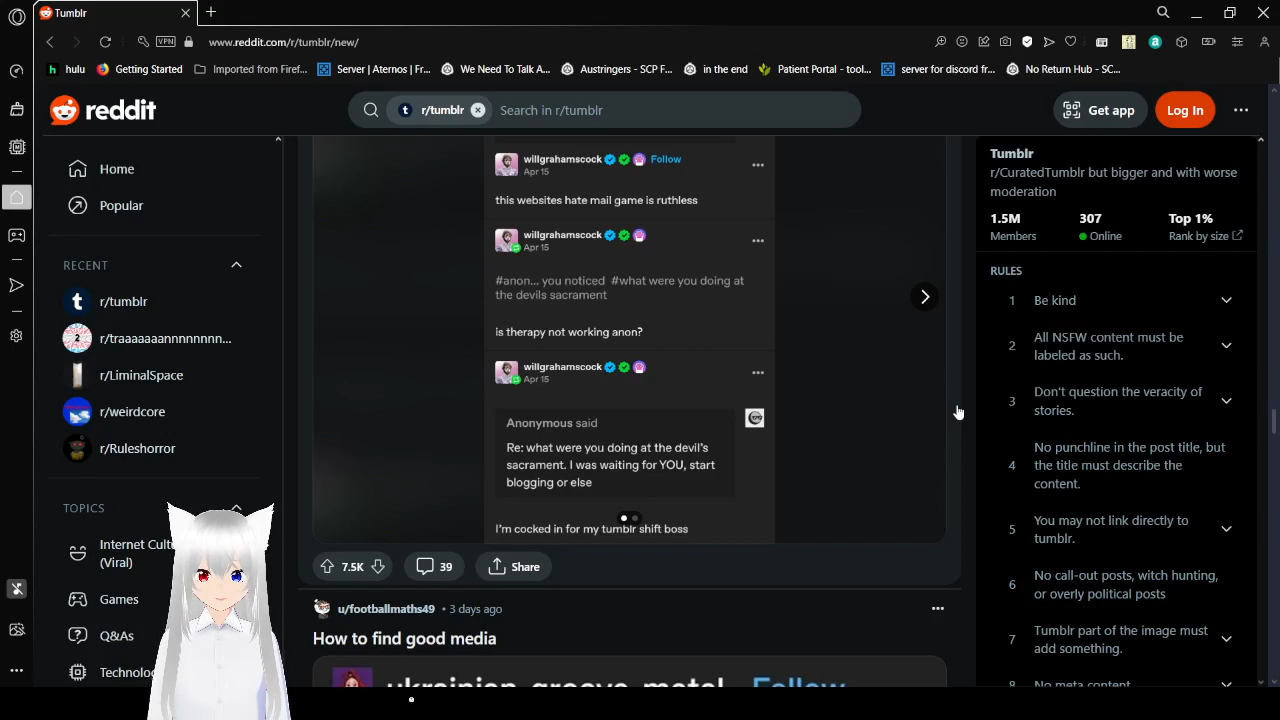 Tumblr
www.reddit.com/r/tumblr/new/
VPN
hulu
Getting Started
Imported from Firef...
Server | Aternos | Fr...
We Need To Talk A...
Austringers - SCP F...
in the end
Patient Portal - tool...
server for discord fr...
No Return Hub - SC...
reddit
r/tumblr
Search in r/tumblr
Get app
Log In
Home
Popular
RECENT
r/tumblr
r/traaaaaaannnnnnnn...
r/LiminalSpace
r/weirdcore
r/Ruleshorror
TOPICS
Internet Cult
(Viral)
Games
Q&As
Technolo
willgrahamscock Follow
Apr 15
this websites hate mail game is ruthless
willgrahamscock
Apr 15
#anon... you noticed #what were you doing at
the devils sacrament
is therapy not working anon?
willgrahamscock
Apr 15
Anonymous said
Re: what were you doing at the devil's
sacrament. I was waiting for YOU, start
blogging or else
I'm cocked in for my tumblr shift boss
7.5K
39
Share
u/footballmaths49 • 3 days ago
How to find good media
ukrainian-groove-metal Follow
Tumblr
r/CuratedTumblr but bigger and with worse
moderation
1.5M
Members
307
Online
Top 1%
Rank by size
RULES
1 Be kind
2 All NSFW content must be
labeled as such.
3 Don't question the veracity of
stories.
4 No punchline in the post title, but
the title must describe the
content.
5 You may not link directly to
tumblr.
6 No call-out posts, witch hunting,
or overly political posts
7 Tumblr part of the image must
add something.
8 No meta content